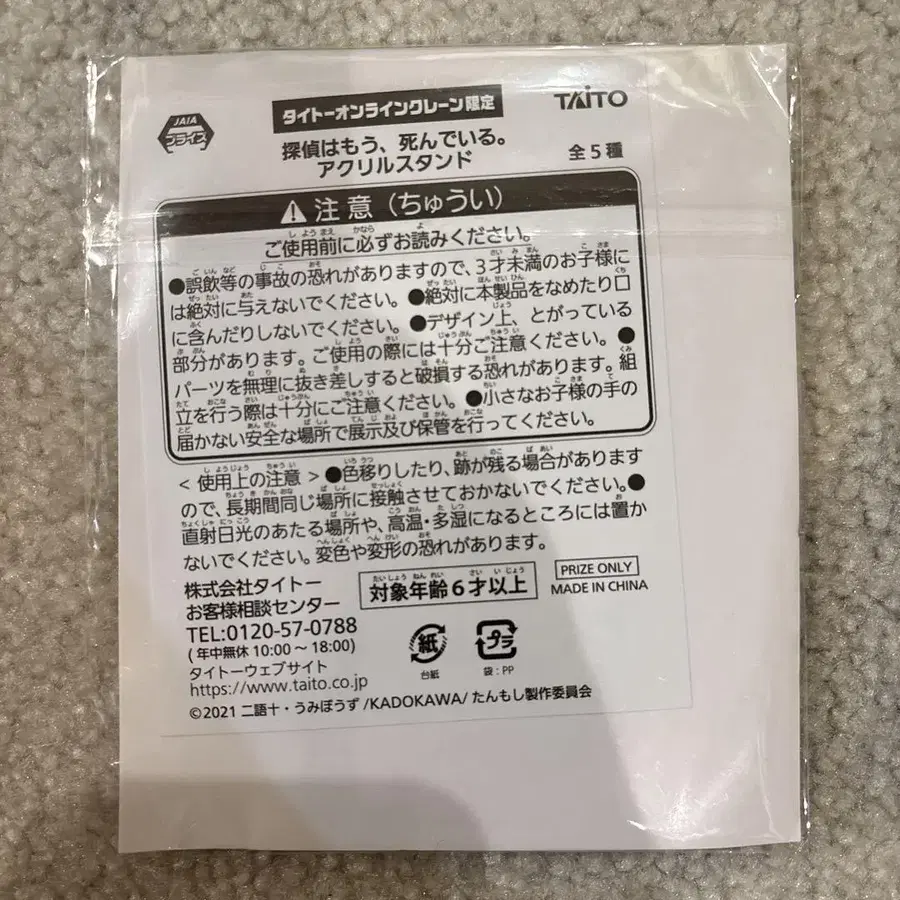 JAIA
プライズ
タイトーオンラインクレーン限定
TAITO
探偵はもう、死んでいる。
アクリルスタンド
全5種
注意（ちゅうい）
ご使用前に必ずお読みください。
●誤飲等の事故の恐れがありますので、3才未満のお子様に
は絶対に与えないでください。●絶対に本製品をなめたり口
に含んだりしないでください。●デザイン上、とがっている
部分があります。ご使用の際には十分ご注意ください。●
パーツを無理に抜き差しすると破損する恐れがあります。組
立を行う際は十分にご注意ください。●小さなお子様の手の
届かない安全な場所で展示及び保管を行ってください。
＜使用上の注意＞●色移りしたり、跡が残る場合があります
ので、長期間同じ場所に接触させておかないでください。●
直射日光のあたる場所や、高温・多湿になるところには置か
ないでください。変色や変形の恐れがあります。
株式会社タイトー
お客様相談センター
TEL:0120-57-0788
(年中無休 10:00～18:00)
タイトーウェブサイト
https://www.taito.co.jp
対象年齢6才以上
PRIZE ONLY
MADE IN CHINA
紙
台紙
プラ
袋：PP
©2021 二語十・うみぼうず/KADOKAWA/たんもし製作委員会